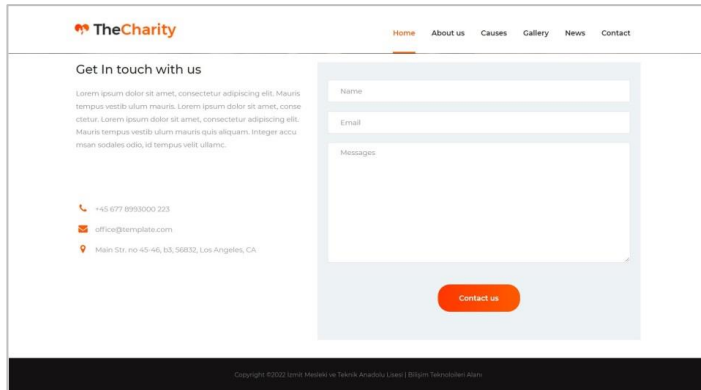 TheCharity
Home About us Causes Gallery News Contact
Get In touch with us
Lorem ipsum dolor sit amet, consectetur adipiscing elit. Mauris
tempus vestib ulum mauris. Lorem ipsum dolor sit amet, conse
ctetur. Lorem ipsum dolor sit amet, consectetur adipiscing elit.
Mauris tempus vestib ulum mauris quis aliquam. Integer accu
msan sodales odio, id tempus velit ullamc.
+45 677 8993000 223
office@template.com
Main Str. no 45-46, b3, 56832, Los Angeles, CA
Name
Email
Messages
Contact us
Copyright ©2022 İzmit Mesleki ve Teknik Anadolu Lisesi | Bilişim Teknolojileri Alanı